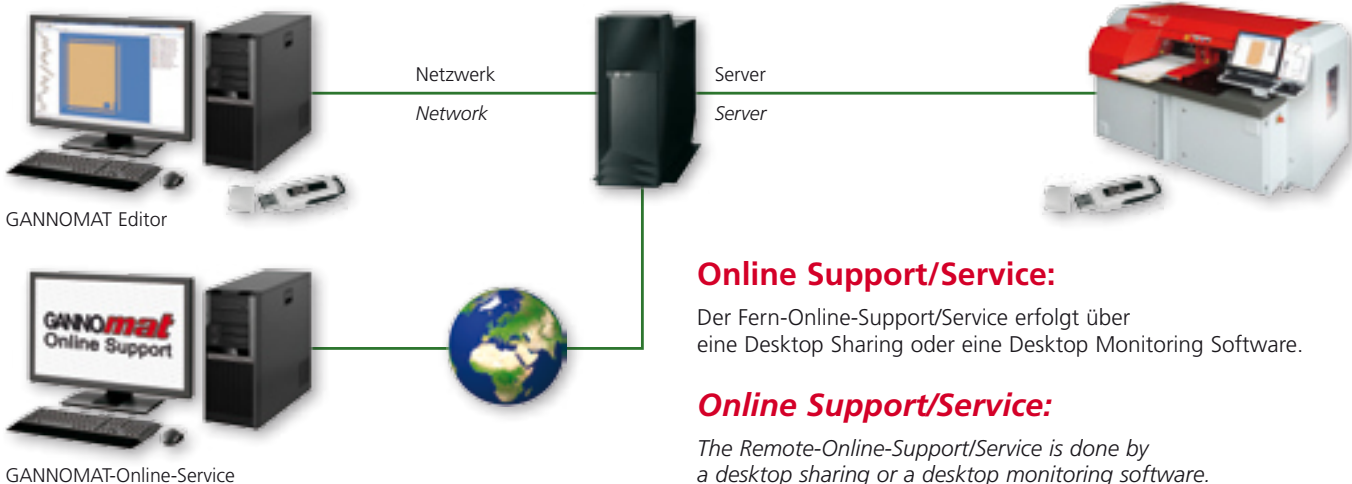 Netzwerk
Network
Server
Server
GANNOMAT Editor
GANNOmat
Online Support
GANNOMAT-Online-Service
Online Support/Service:
Der Fern-Online-Support/Service erfolgt über
eine Desktop Sharing oder eine Desktop Monitoring Software.
Online Support/Service:
The Remote-Online-Support/Service is done by
a desktop sharing or a desktop monitoring software.